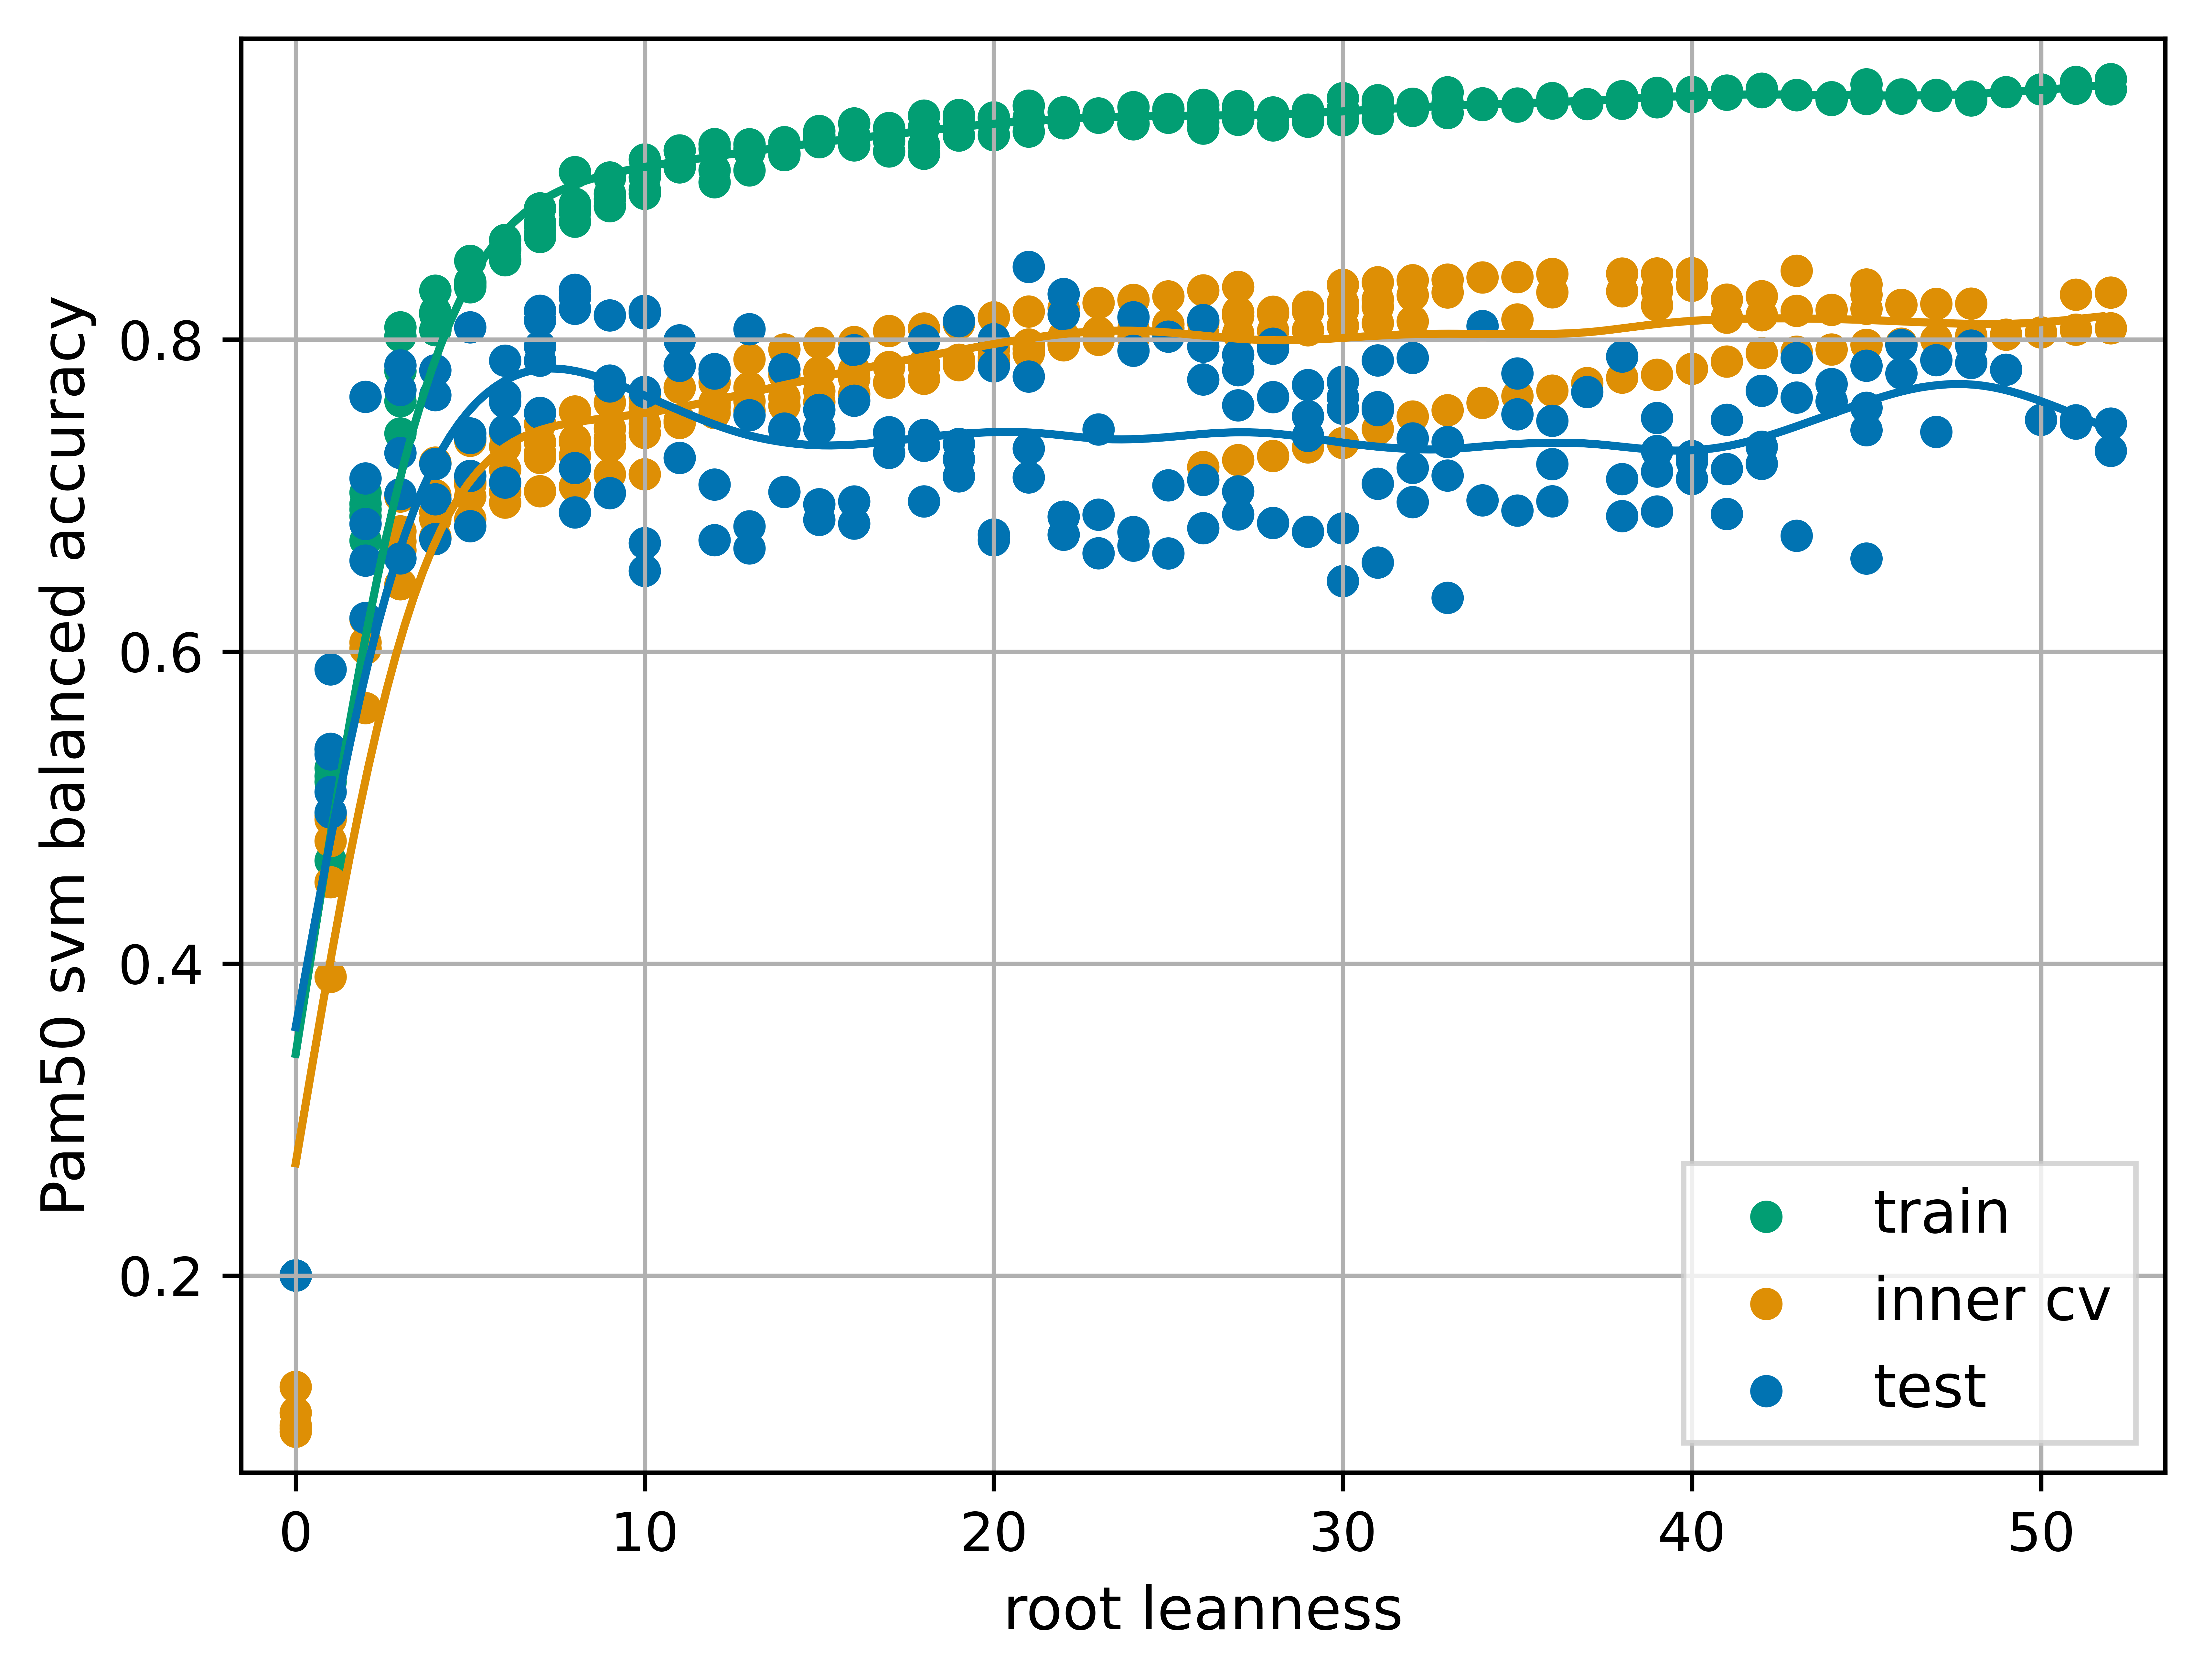 Pam50 svm balanced accuracy
0.8
0.6
0.4
0.2
0 10 20 30 40 50
root leanness
train
inner cv
test